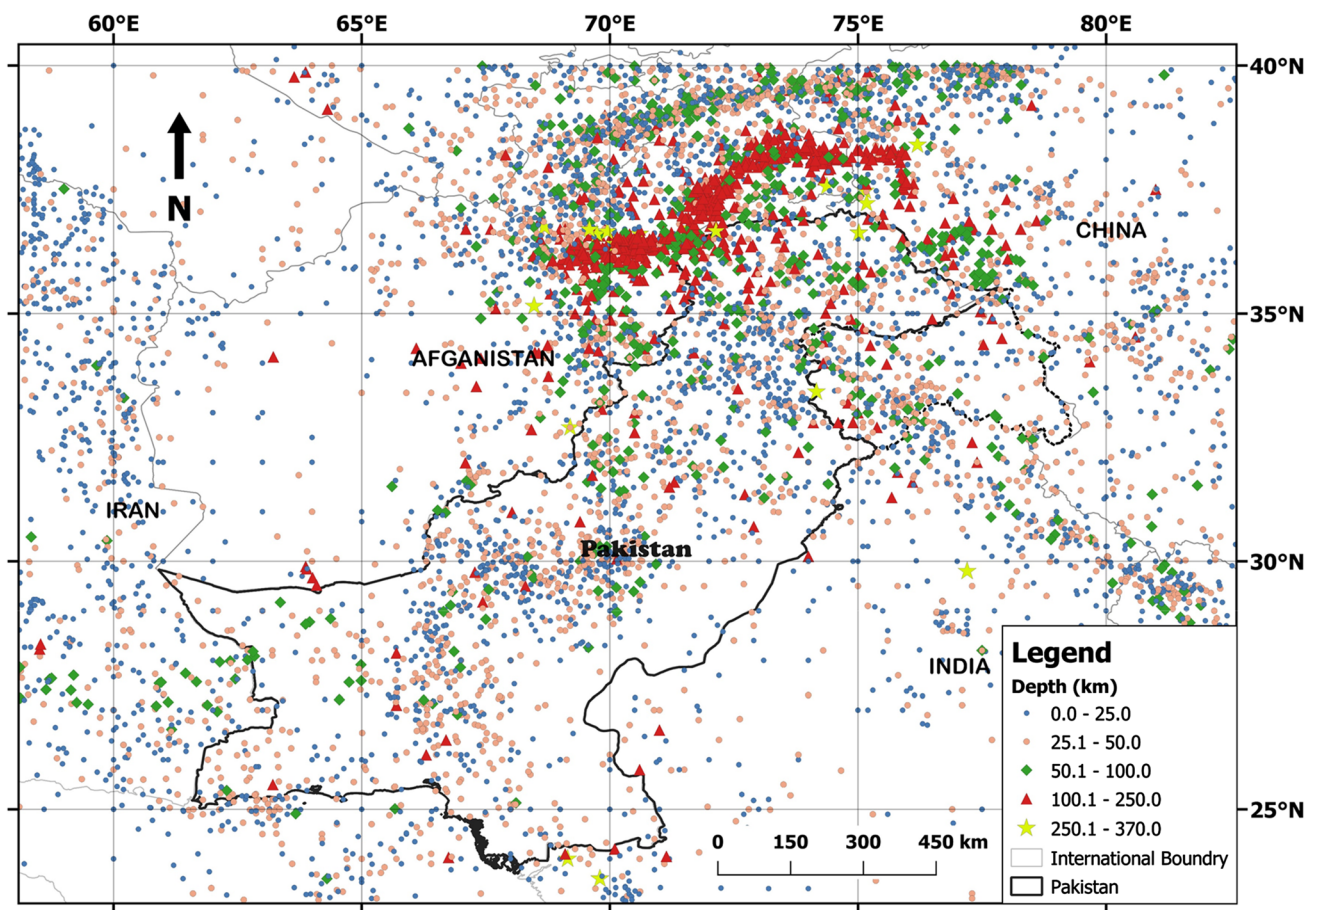 60°E 65°E 70°E 75°E 80°E
40°N
N
CHINA
35°N
AFGANISTAN
IRAN
Pakistan
30°N
INDIA
Legend
Depth (km)
0.0 - 25.0
25.1 - 50.0
50.1 - 100.0
100.1 - 250.0
250.1 - 370.0
International Boundry
Pakistan
25°N
0 150 300 450 km